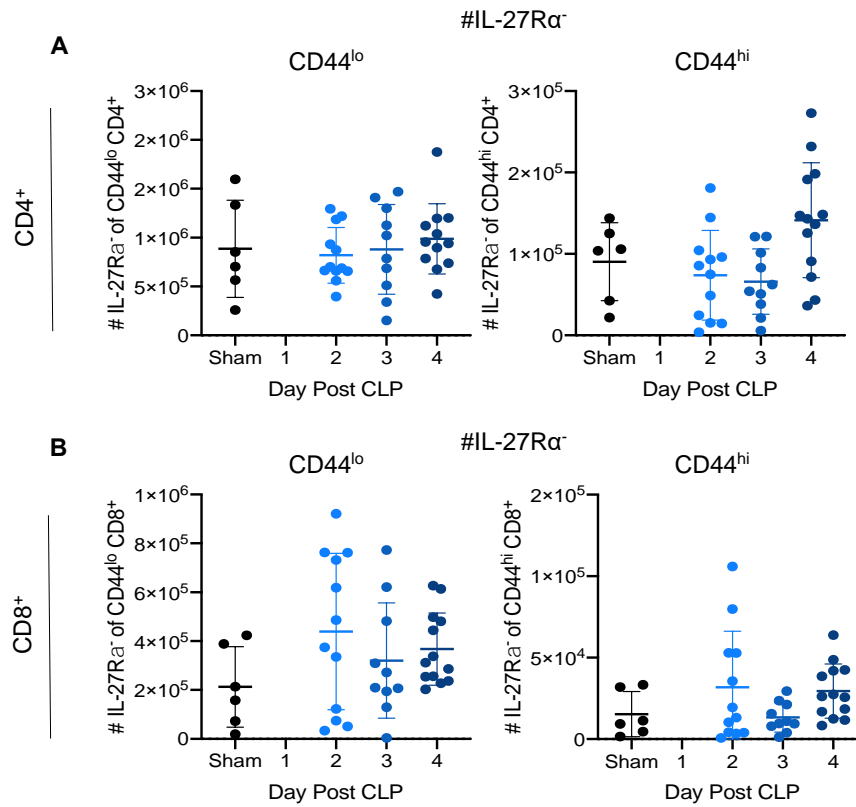 #IL-27Rα⁻
A
CD44ˡᵒ
CD44ʰⁱ
CD4⁺
# IL-27Rα⁻ of CD44ˡᵒ CD4⁺
3×10⁶
2×10⁶
2×10⁶
1×10⁶
5×10⁵
0
Sham 1 2 3 4
Day Post CLP
# IL-27Rα⁻ of CD44ʰⁱ CD4⁺
3×10⁵
2×10⁵
1×10⁵
0
Sham 1 2 3 4
Day Post CLP
B
#IL-27Rα⁻
CD44ˡᵒ
CD44ʰⁱ
CD8⁺
# IL-27Rα⁻ of CD44ˡᵒ CD8⁺
1×10⁶
8×10⁵
6×10⁵
4×10⁵
2×10⁵
0
Sham 1 2 3 4
Day Post CLP
# IL-27Rα⁻ of CD44ʰⁱ CD8⁺
2×10⁵
1×10⁵
5×10⁴
0
Sham 1 2 3 4
Day Post CLP